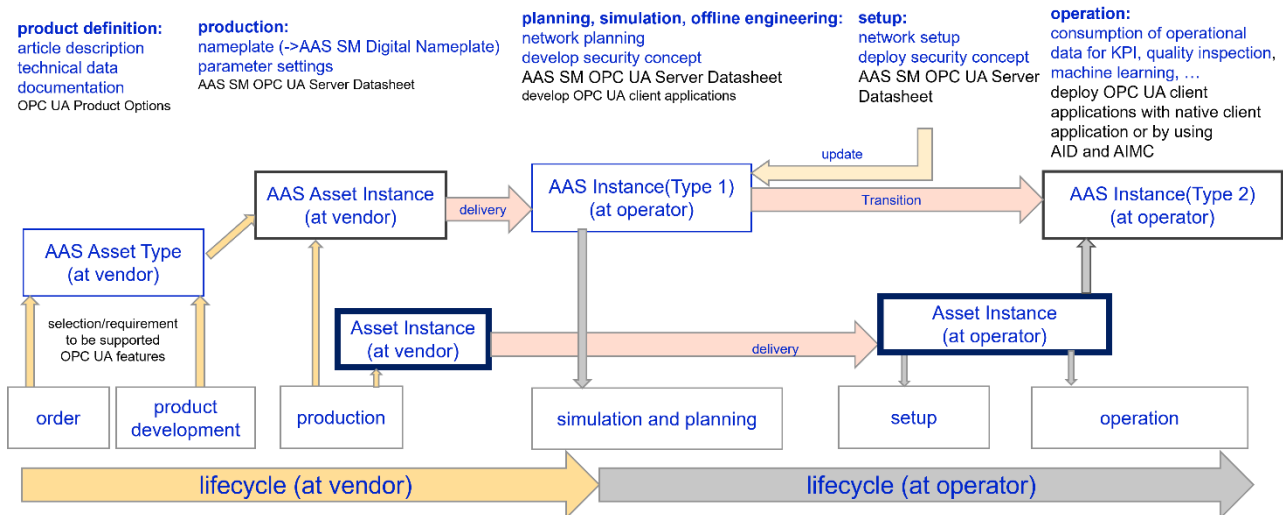 product definition:
article description
technical data
documentation
OPC UA Product Options
production:
nameplate (->AAS SM Digital Nameplate)
parameter settings
AAS SM OPC UA Server Datasheet
planning, simulation, offline engineering:
network planning
develop security concept
AAS SM OPC UA Server Datasheet
develop OPC UA client applications
setup:
network setup
deploy security concept
AAS SM OPC UA Server
Datasheet
operation:
consumption of operational
data for KPI, quality inspection,
machine learning, …
deploy OPC UA client
applications with native client
application or by using
AID and AIMC
update
AAS Asset Instance
(at vendor)
delivery
AAS Instance(Type 1)
(at operator)
Transition
AAS Instance(Type 2)
(at operator)
AAS Asset Type
(at vendor)
selection/requirement
to be supported
OPC UA features
Asset Instance
(at vendor)
delivery
Asset Instance
(at operator)
order
product
development
production
simulation and planning
setup
operation
lifecycle (at vendor)
lifecycle (at operator)